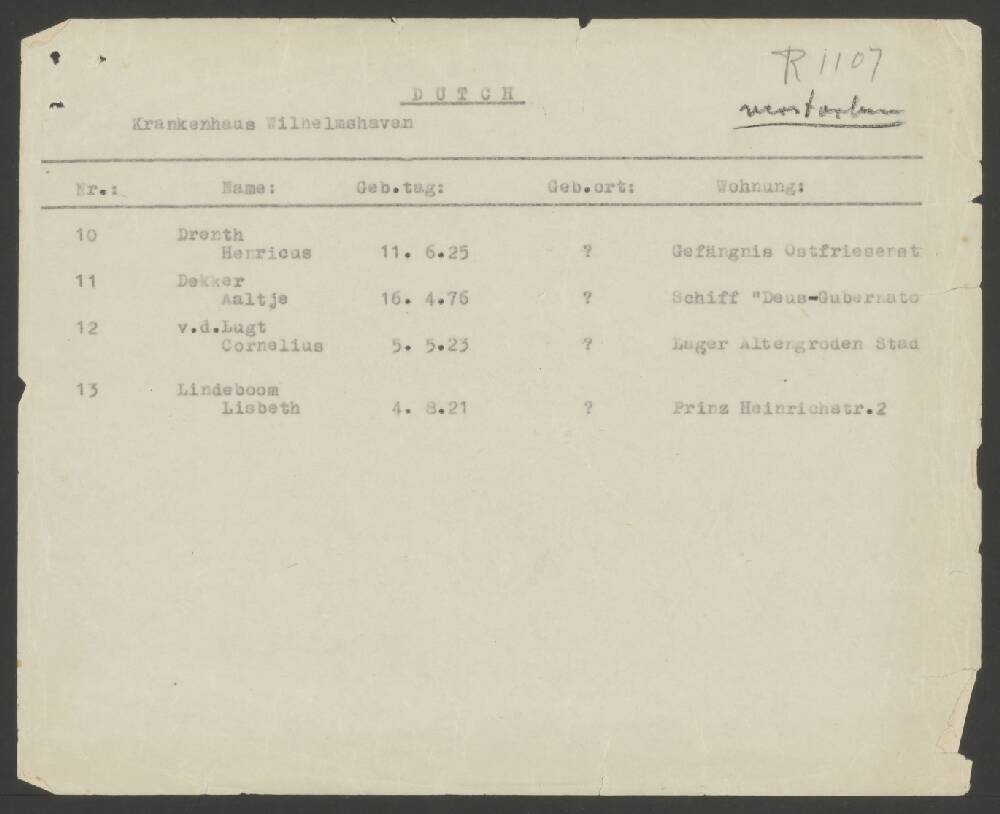 R 1107
verstorben
DUTCH
Krankenhaus Wilhelmshaven
Nr.: Name: Geb.tag: Geb.ort: Wohnung:
10 Drenth
Henricus 11. 6.25 ? Gefängnis Ostfrieserst
11 Dekker
Aaltje 16. 4.76 ? Schiff "Deus-Gubernato
12 v.d.Lugt
Cornelius 5. 5.23 ? Lager Altengroden Stad
13 Lindeboom
Lisbeth 4. 8.21 ? Prinz Heinrichstr.2